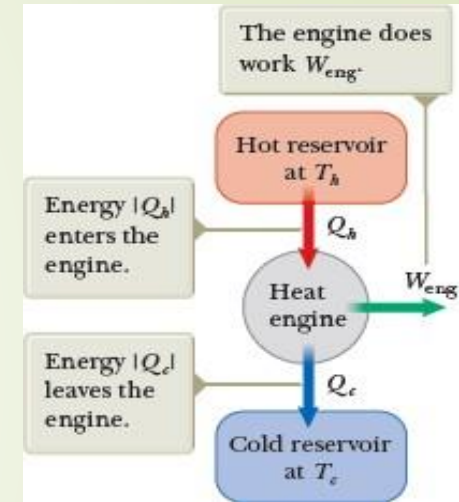 The engine does
work W_eng.
Hot reservoir
at T_h
Energy |Q_h|
enters the
engine.
Q_h
Heat
engine
W_eng
Energy |Q_c|
leaves the
engine.
Q_c
Cold reservoir
at T_c